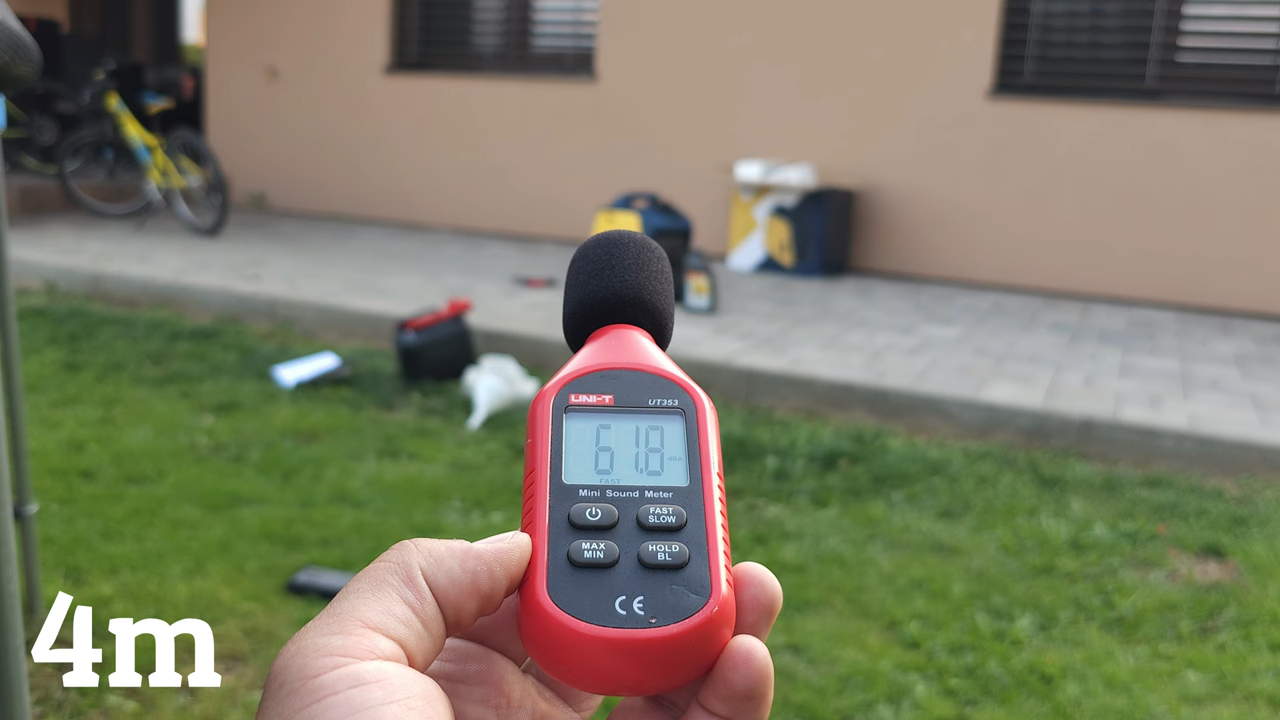 UNI-T UT353
61.8 dBA
FAST
Mini Sound Meter
FAST
SLOW
MAX
MIN
HOLD
BL
CE
4m